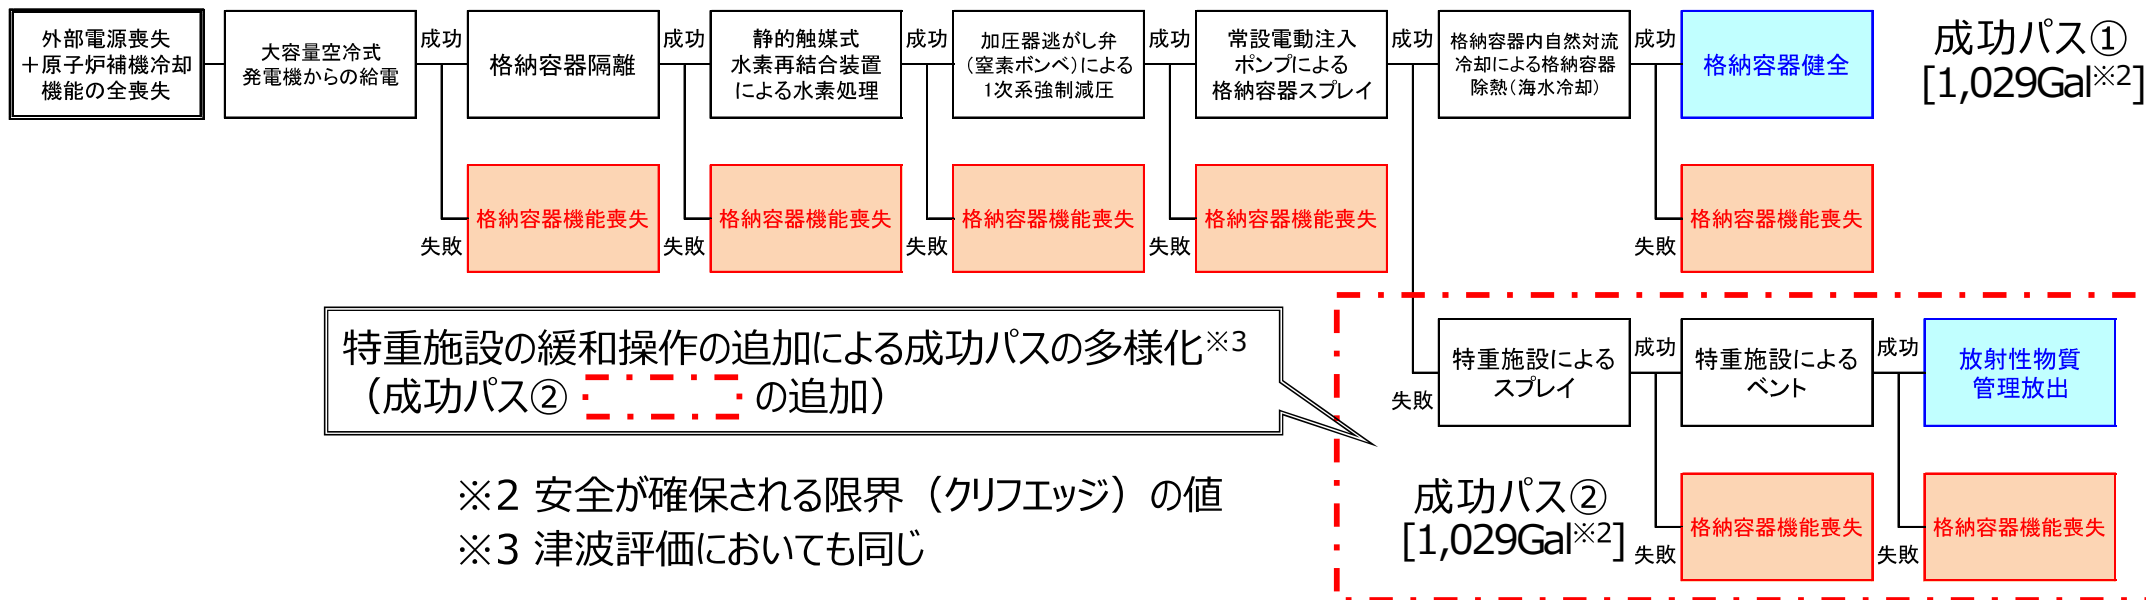 外部電源喪失
＋原子炉補機冷却
機能の全喪失
大容量空冷式
発電機からの給電
成功
格納容器隔離
成功
静的触媒式
水素再結合装置
による水素処理
成功
加圧器逃がし弁
（窒素ボンベ）による
1次系強制減圧
成功
常設電動注入
ポンプによる
格納容器スプレイ
成功
格納容器内自然対流
冷却による格納容器
除熱（海水冷却）
成功
格納容器健全
成功パス①
[1,029Gal※2]
失敗
格納容器機能喪失
失敗
格納容器機能喪失
失敗
格納容器機能喪失
失敗
格納容器機能喪失
失敗
格納容器機能喪失
特重施設の緩和操作の追加による成功パスの多様化※3
（成功パス② の追加）
失敗
特重施設による
スプレイ
成功
特重施設による
ベント
成功
放射性物質
管理放出
成功パス②
[1,029Gal※2]
失敗
格納容器機能喪失
失敗
格納容器機能喪失
※2 安全が確保される限界（クリフエッジ）の値
※3 津波評価においても同じ